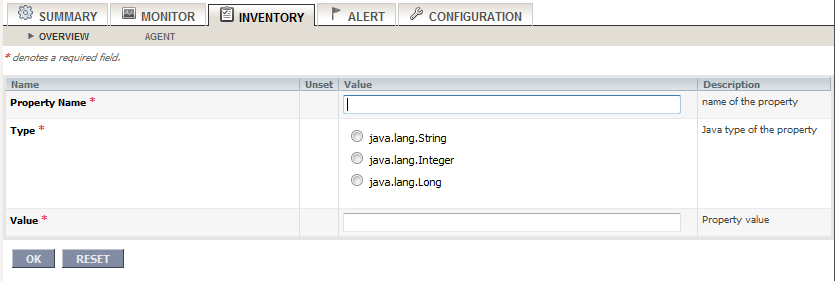 SUMMARY MONITOR INVENTORY ALERT CONFIGURATION
OVERVIEW AGENT
* denotes a required field.
Name Unset Value Description
Property Name * name of the property
Type * Java type of the property
java.lang.String
java.lang.Integer
java.lang.Long
Value * Property value
OK RESET